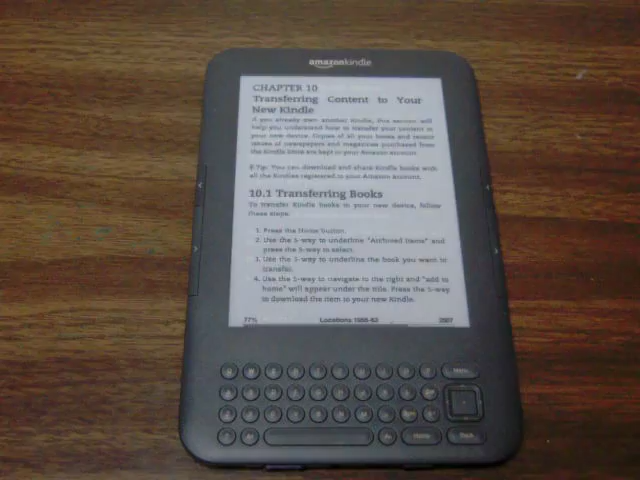 amazonkindle
CHAPTER 10
Transferring Content to Your
New Kindle
If you already own another Kindle, this section will
help you understand how to transfer your content to
your new device. Copies of all your books and recent
issues of newspapers and magazines purchased from
the Kindle Store are kept in your Amazon account.
Tip: You can download and share Kindle books with
all the Kindles registered to your Amazon account.
10.1 Transferring Books
To transfer Kindle books to your new device, follow
these steps:
1. Press the Home button.
2. Use the 5-way to underline "Archived Items" and
press the 5-way to select.
3. Use the 5-way to underline the book you want to
transfer.
4. Use the 5-way to navigate to the right and "add to
home" will appear under the title. Press the 5-way
to download the item to your new Kindle.
77% Locations 1956-63 2507
Menu
Home Back